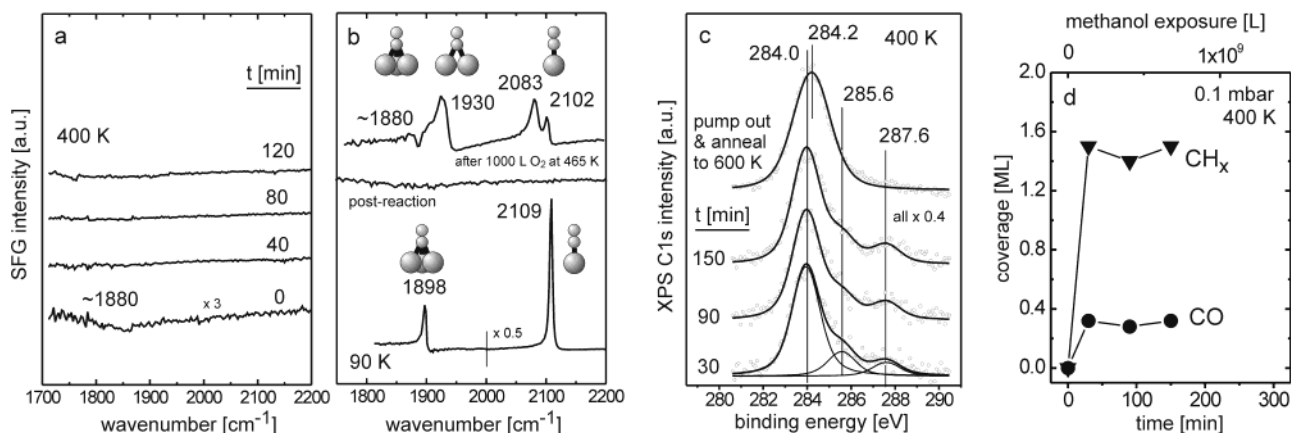 a
t [min]
400 K
120
80
40
~1880
x 3
0
SFG intensity [a.u.]
1700 1800 1900 2000 2100 2200
wavenumber [cm⁻¹]
b
2083
1930
2102
~1880
after 1000 L O₂ at 465 K
post-reaction
2109
1898
x 0.5
90 K
1800 1900 2000 2100 2200
wavenumber [cm⁻¹]
c
284.2
400 K
284.0
285.6
287.6
pump out
& anneal
to 600 K
all x 0.4
t [min]
150
90
30
XPS C1s intensity [a.u.]
280 282 284 286 288 290
binding energy [eV]
methanol exposure [L]
0 1x10⁹
d
0.1 mbar
400 K
CHₓ
CO
coverage [ML]
2.0
1.6
1.2
0.8
0.4
0.0
0 100 200 300
time [min]